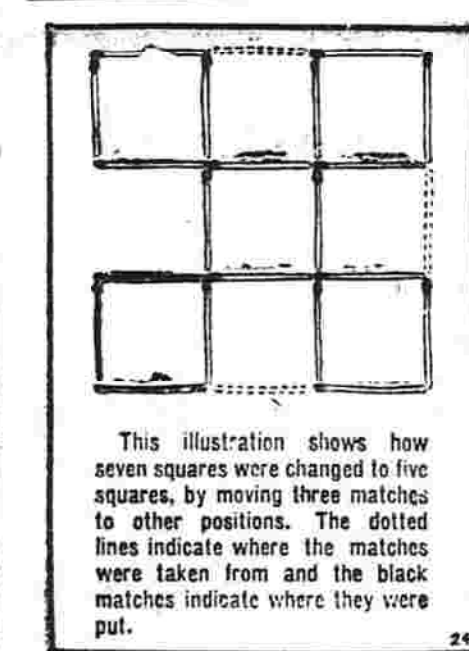 This illustration shows how
seven squares were changed to five
squares, by moving three matches
to other positions. The dotted
lines indicate where the matches
were taken from and the black
matches indicate where they were
put.